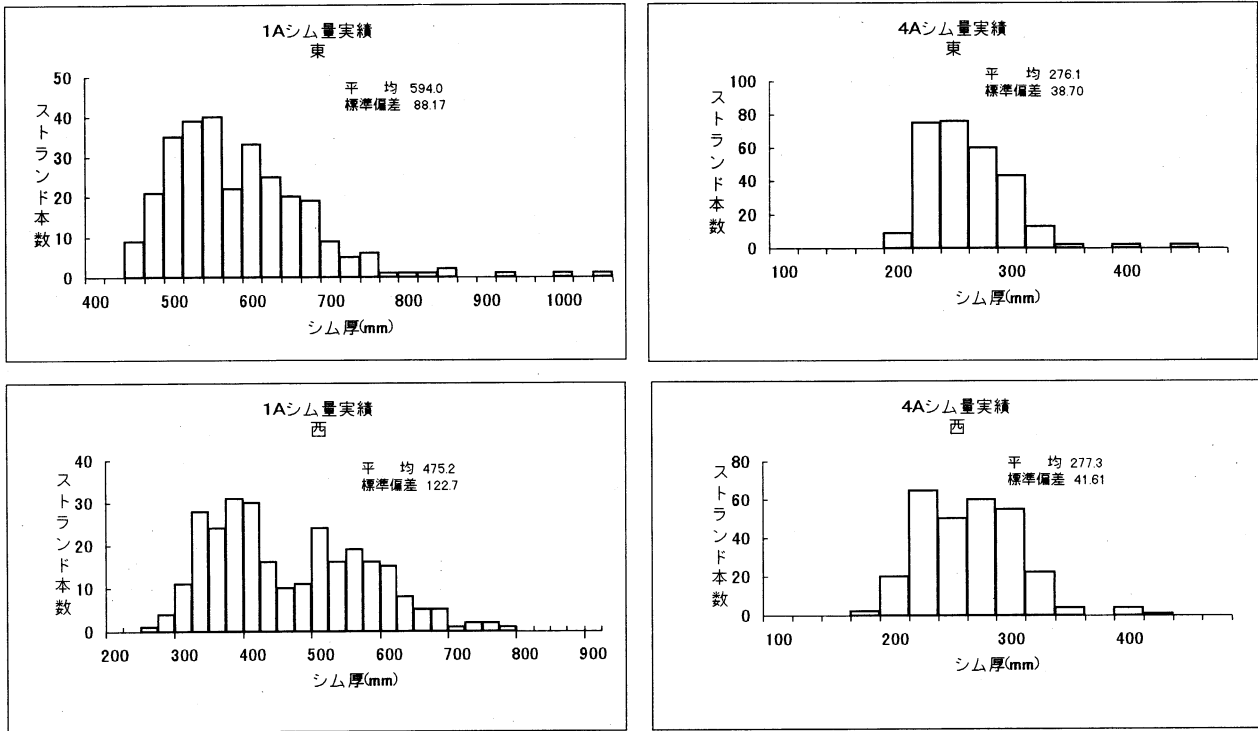 1Aシム量実績
東
平 均 594.0
標準偏差 88.17
ストランド本数
50
40
30
20
10
0
400 500 600 700 800 900 1000
シム厚(mm)
4Aシム量実績
東
平 均 276.1
標準偏差 38.70
ストランド本数
100
80
60
40
20
0
100 200 300 400
シム厚(mm)
1Aシム量実績
西
平 均 475.2
標準偏差 122.7
ストランド本数
40
30
20
10
0
200 300 400 500 600 700 800 900
シム厚(mm)
4Aシム量実績
西
平 均 277.3
標準偏差 41.61
ストランド本数
80
60
40
20
0
100 200 300 400
シム厚(mm)